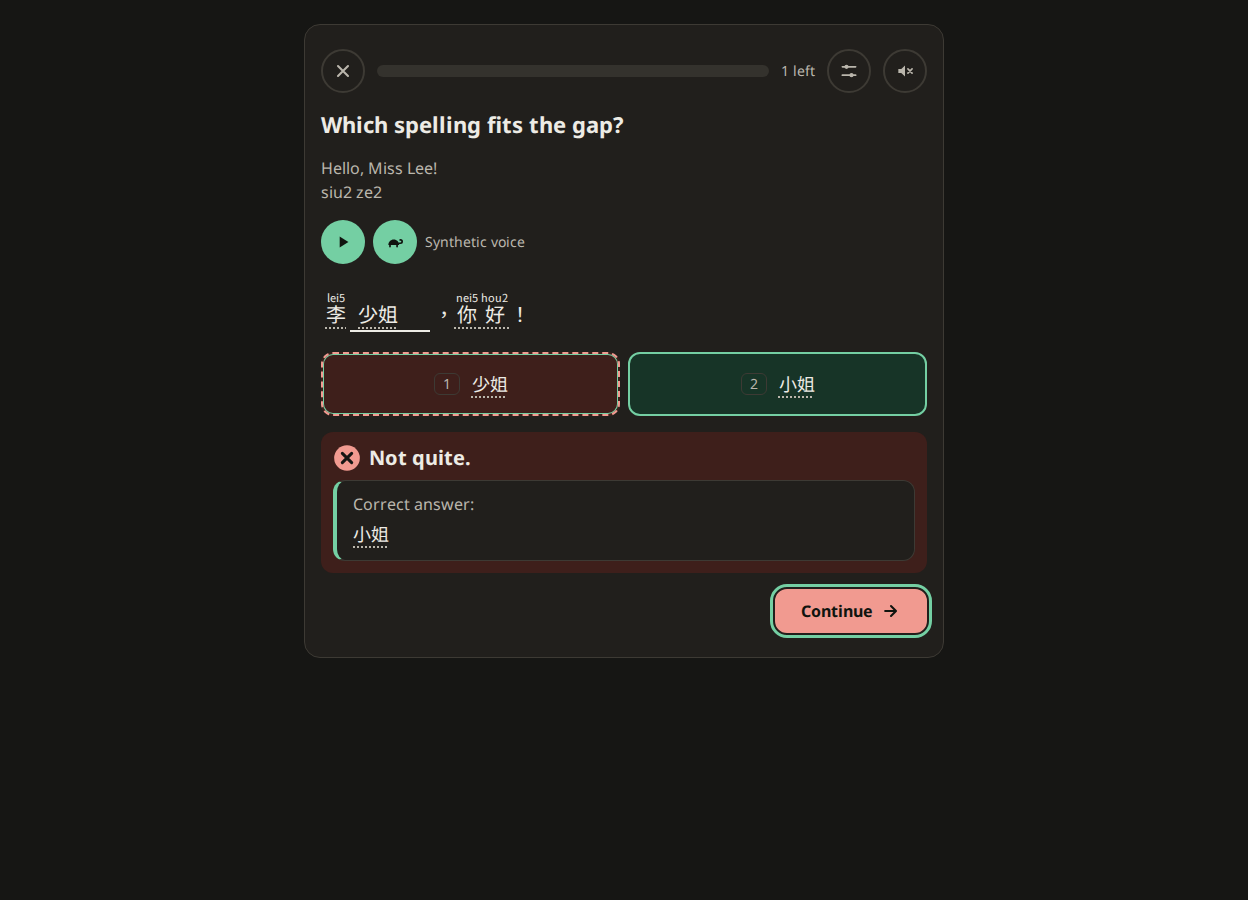 1 left
Which spelling fits the gap?
Hello, Miss Lee!
siu2 ze2
Synthetic voice
lei5 nei5 hou2
李 少姐 ，你好！
1 少姐 2 小姐
Not quite.
Correct answer:
小姐
Continue